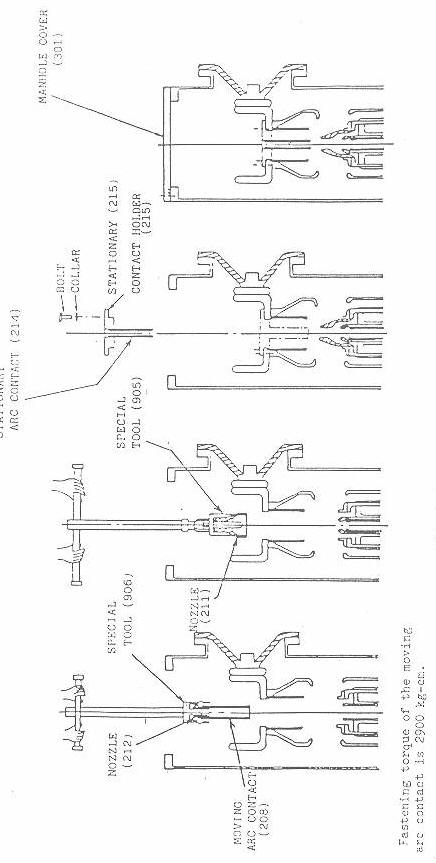 Fastening torque of the moving
arc contact is 2900 kg-cm.
MOVING
ARC CONTACT
(208)
NOZZLE
(212)
SPECIAL
TOOL (906)
NOZZLE
(211)
SPECIAL
TOOL (905)
ARC CONTACT (214)
BOLT
COLLAR
STATIONARY (215)
CONTACT HOLDER
(215)
MANHOLE COVER
(301)